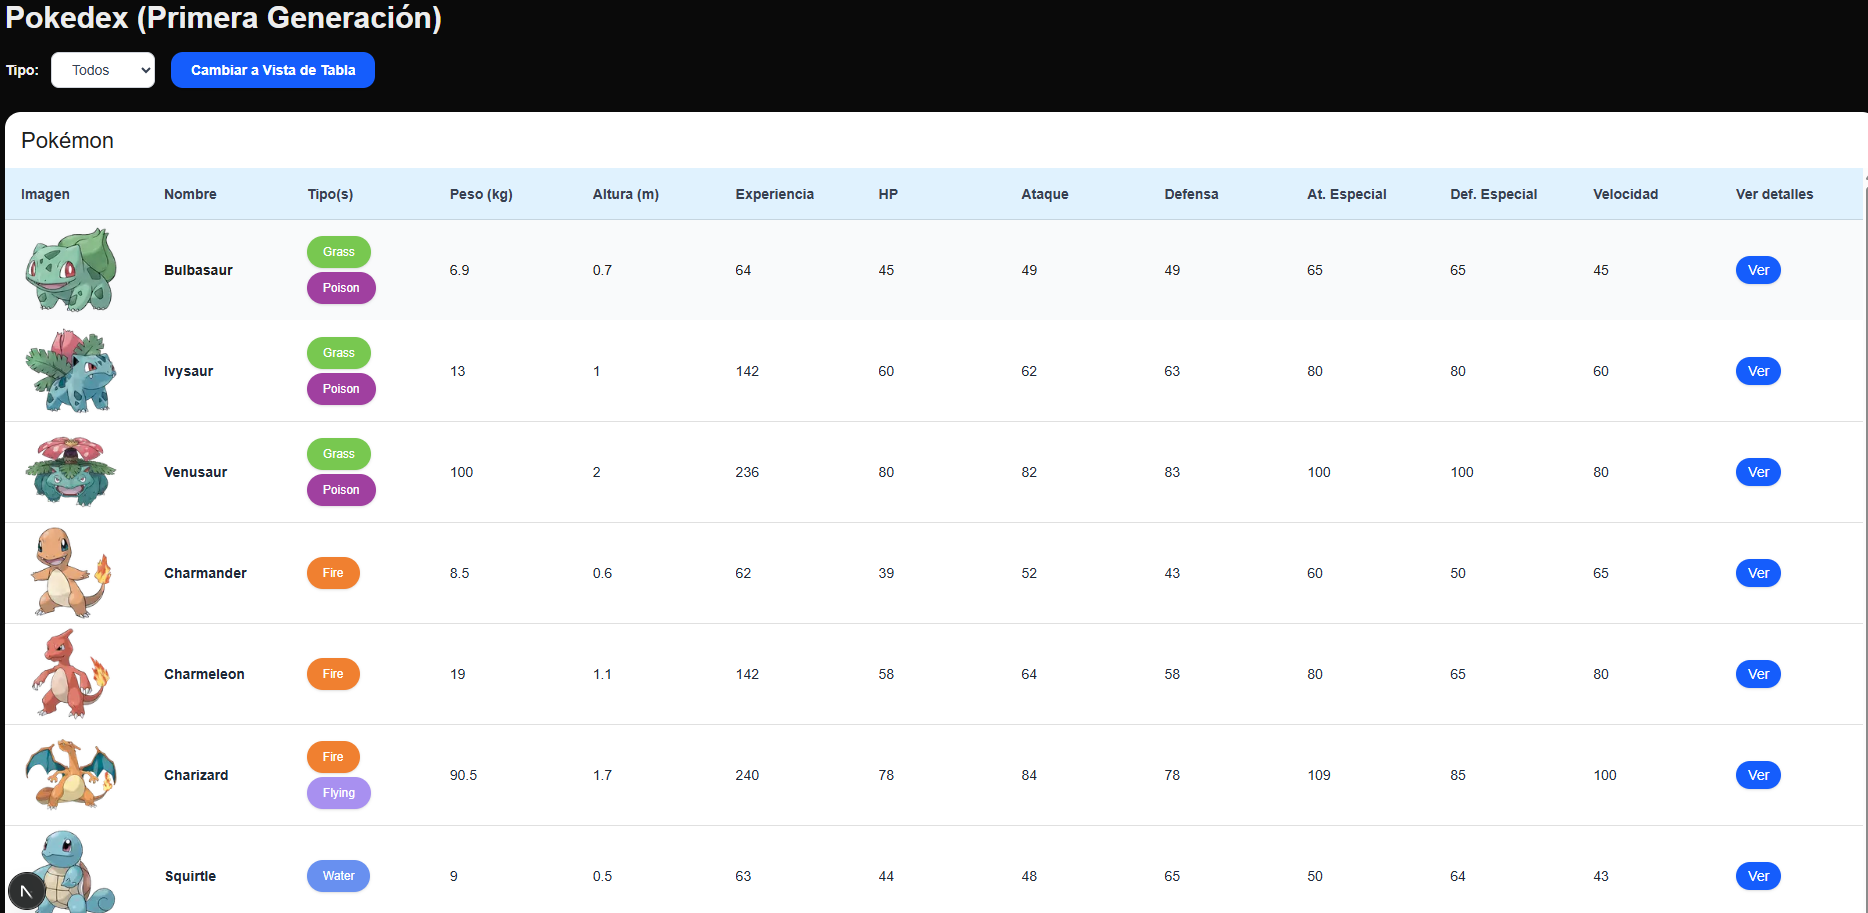 Pokedex (Primera Generación)
Tipo: Todos Cambiar a Vista de Tabla
Pokémon
Imagen Nombre Tipo(s) Peso (kg) Altura (m) Experiencia HP Ataque Defensa At. Especial Def. Especial Velocidad Ver detalles
Grass
Bulbasaur 6.9 0.7 64 45 49 49 65 65 45 Ver
Poison
Grass
Ivysaur 13 1 142 60 62 63 80 80 60 Ver
Poison
Grass
Venusaur 100 2 236 80 82 83 100 100 80 Ver
Poison
Charmander Fire 8.5 0.6 62 39 52 43 60 50 65 Ver
Charmeleon Fire 19 1.1 142 58 64 58 80 65 80 Ver
Fire
Charizard 90.5 1.7 240 78 84 78 109 85 100 Ver
Flying
Squirtle Water 9 0.5 63 44 48 65 50 64 43 Ver
N